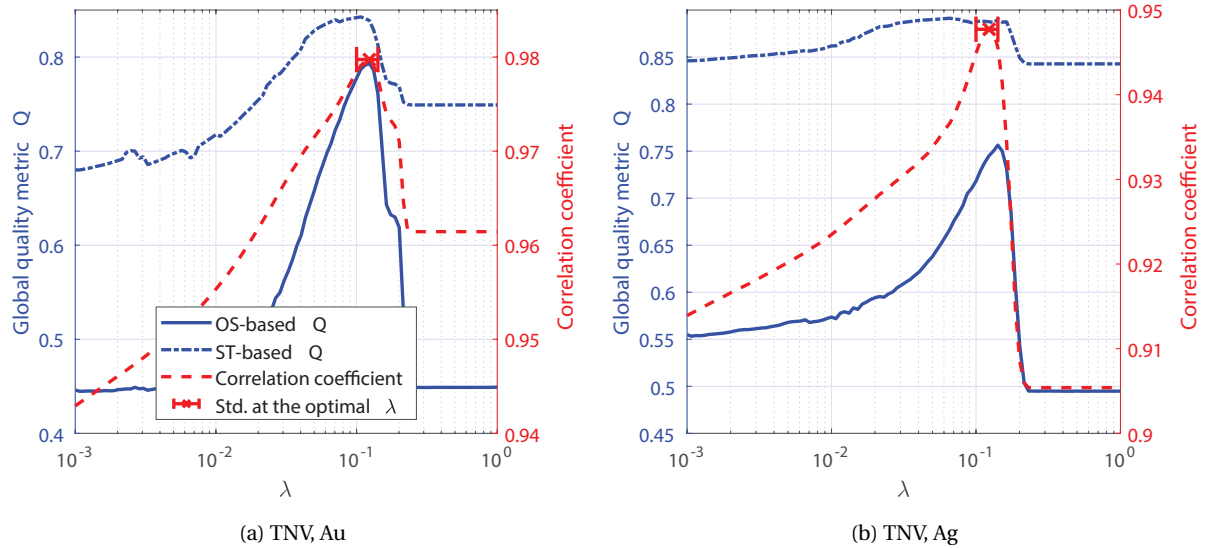 Global quality metric Q
0.8
0.7
0.6
0.5
0.4
0.98
0.97
0.96
0.95
0.94
Correlation coefficient
OS-based Q
ST-based Q
Correlation coefficient
Std. at the optimal λ
10^-3
10^-2
10^-1
10^0
λ
(a) TNV, Au
Global quality metric Q
0.85
0.8
0.75
0.7
0.65
0.6
0.55
0.5
0.45
0.95
0.94
0.93
0.92
0.91
0.9
Correlation coefficient
10^-3
10^-2
10^-1
10^0
λ
(b) TNV, Ag